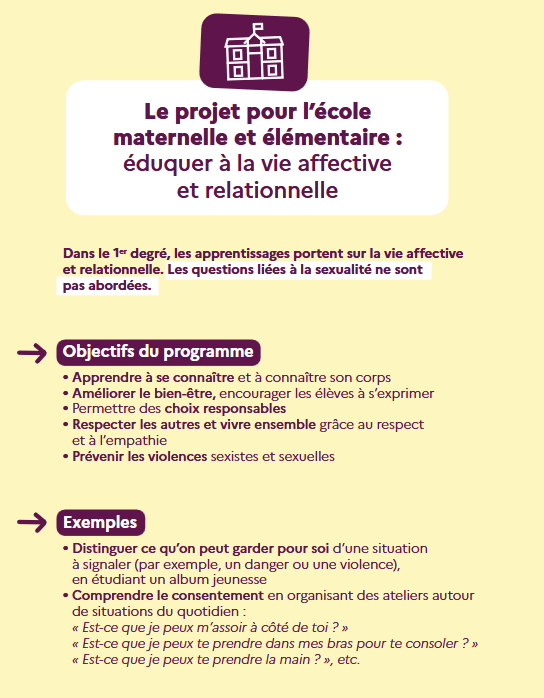 Le projet pour l'école
maternelle et élémentaire :
éduquer à la vie affective
et relationnelle
Dans le 1er degré, les apprentissages portent sur la vie affective
et relationnelle. Les questions liées à la sexualité ne sont
pas abordées.
→ Objectifs du programme
• Apprendre à se connaître et à connaître son corps
• Améliorer le bien-être, encourager les élèves à s'exprimer
• Permettre des choix responsables
• Respecter les autres et vivre ensemble grâce au respect
et à l'empathie
• Prévenir les violences sexistes et sexuelles
→ Exemples
• Distinguer ce qu'on peut garder pour soi d'une situation
à signaler (par exemple, un danger ou une violence),
en étudiant un album jeunesse
• Comprendre le consentement en organisant des ateliers autour
de situations du quotidien :
« Est-ce que je peux m'assoir à côté de toi ? »
« Est-ce que je peux te prendre dans mes bras pour te consoler ? »
« Est-ce que je peux te prendre la main ? », etc.